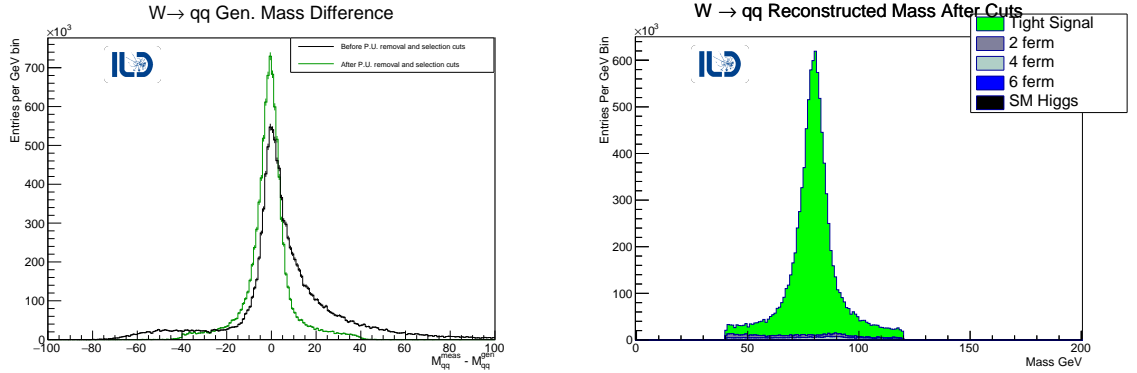 W→ qq Gen. Mass Difference
×10³
Entries per GeV bin
ILD
Before P.U. removal and selection cuts
After P.U. removal and selection cuts
700
600
500
400
300
200
100
0
−100 −80 −60 −40 −20 0 20 40 60 80 100
M_qq^meas - M_qq^gen
W → qq Reconstructed Mass After Cuts
×10³
Entries Per GeV Bin
ILD
Tight Signal
2 ferm
4 ferm
6 ferm
SM Higgs
600
500
400
300
200
100
0
0 50 100 150 200
Mass GeV